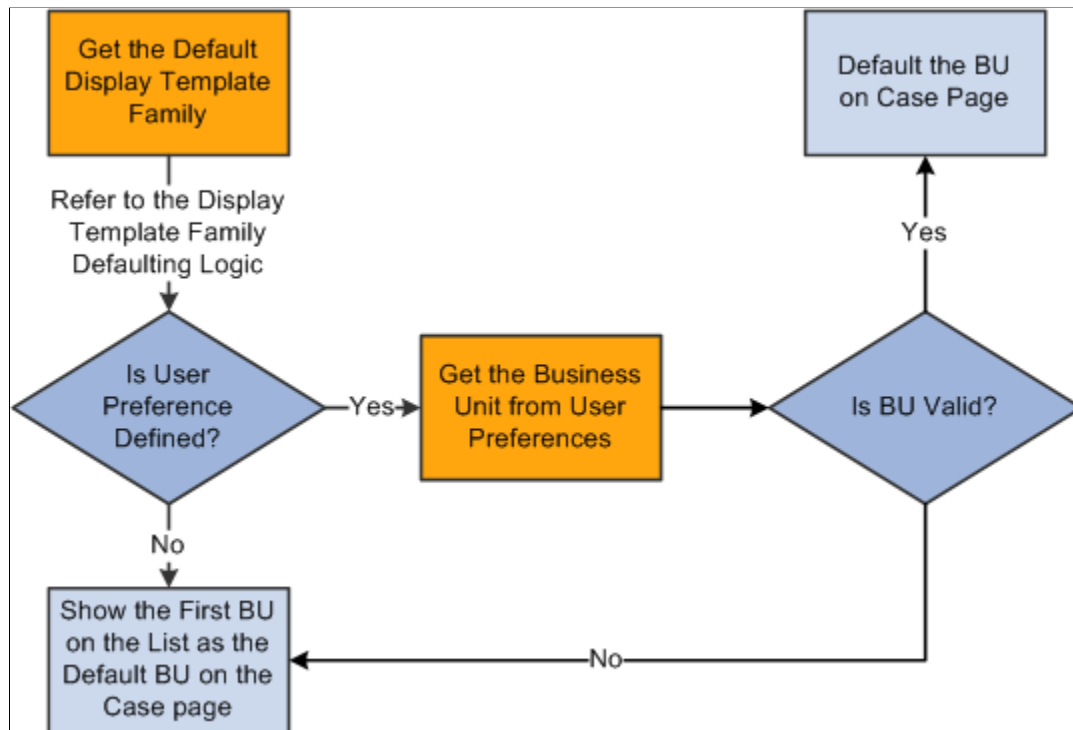 Get the Default
Display Template
Family
Refer to the Display
Template Family
Defaulting Logic
Is User
Preference
Defined?
Yes
Get the Business
Unit from User
Preferences
Is BU Valid?
Yes
Default the BU
on Case Page
No
Show the First BU
on the List as the
Default BU on the
Case page
No